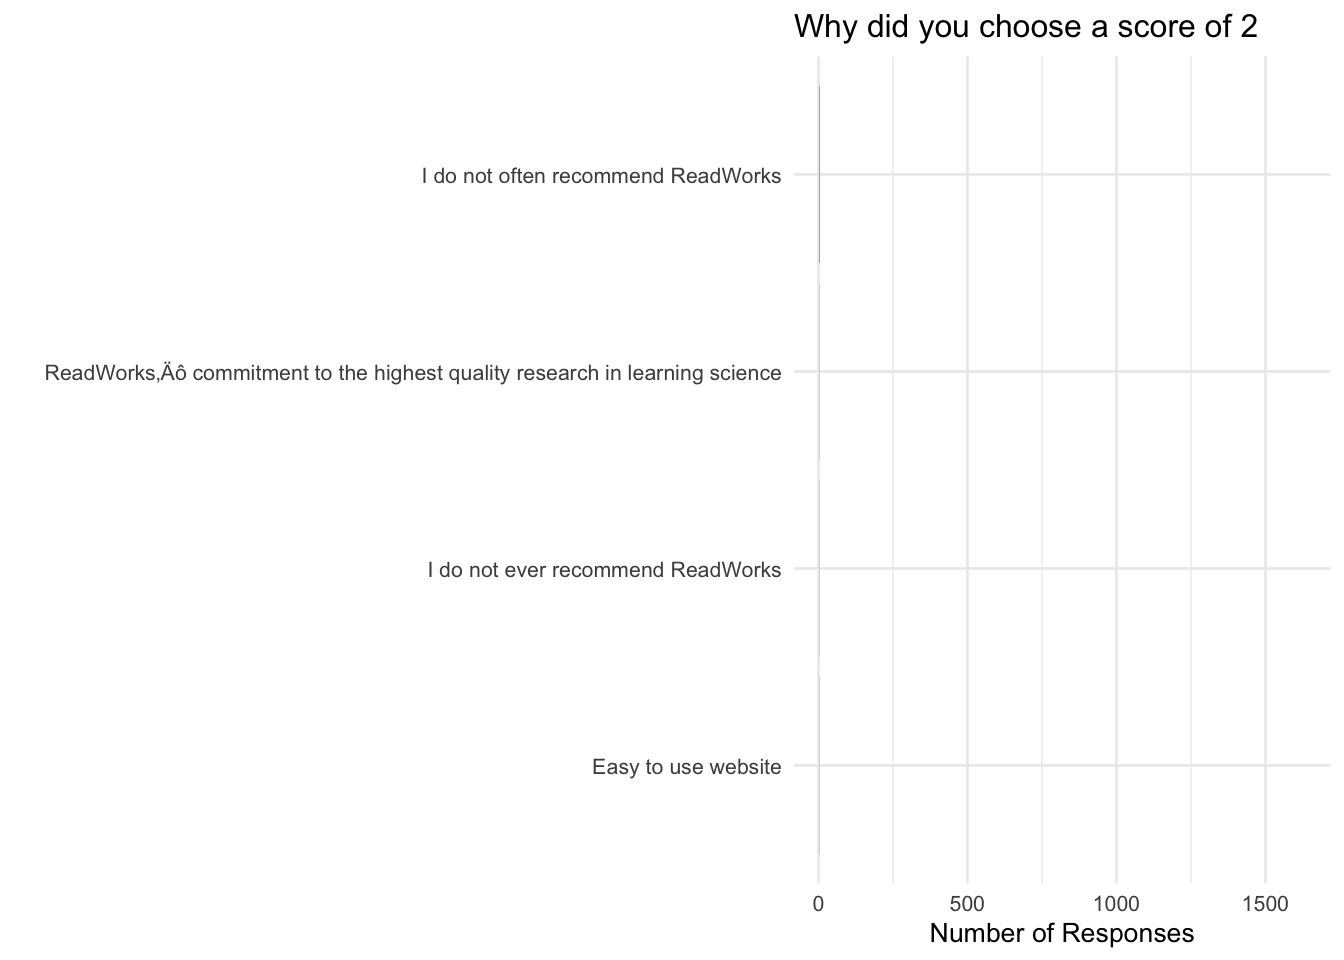 Why did you choose a score of 2
I do not often recommend ReadWorks
ReadWorks‚Äô commitment to the highest quality research in learning science
I do not ever recommend ReadWorks
Easy to use website
0 500 1000 1500
Number of Responses